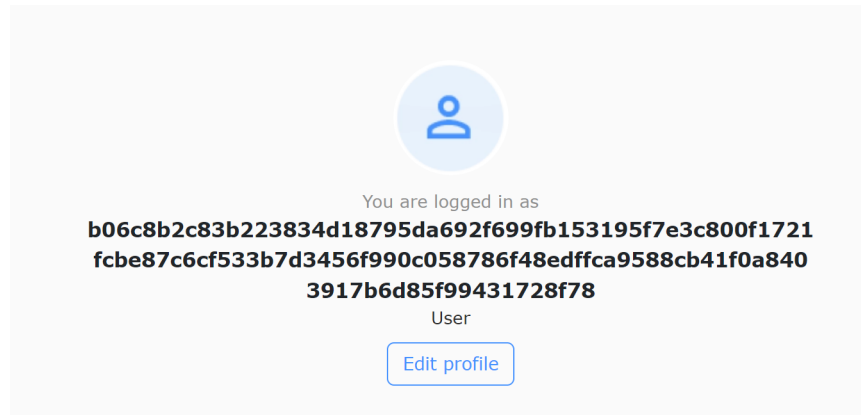 You are logged in as
b06c8b2c83b223834d18795da692f699fb153195f7e3c800f1721
fcbe87c6cf533b7d3456f990c058786f48edffca9588cb41f0a840
3917b6d85f99431728f78
User
Edit profile